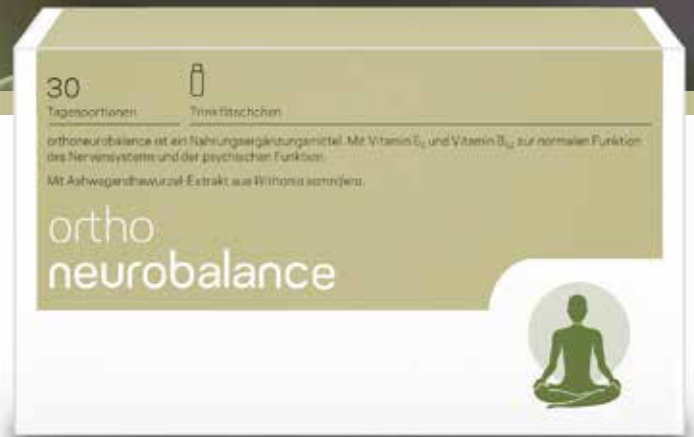 30
Tagesportionen
Trinkfläschchen
orthoneurobalance ist ein Nahrungsergänzungsmittel. Mit Vitamin B₆ und Vitamin B₁₂ zur normalen Funktion
des Nervensystems und der psychischen Funktion.
Mit Ashwagandhawurzel-Extrakt aus Withania somnifera.
ortho
neurobalance